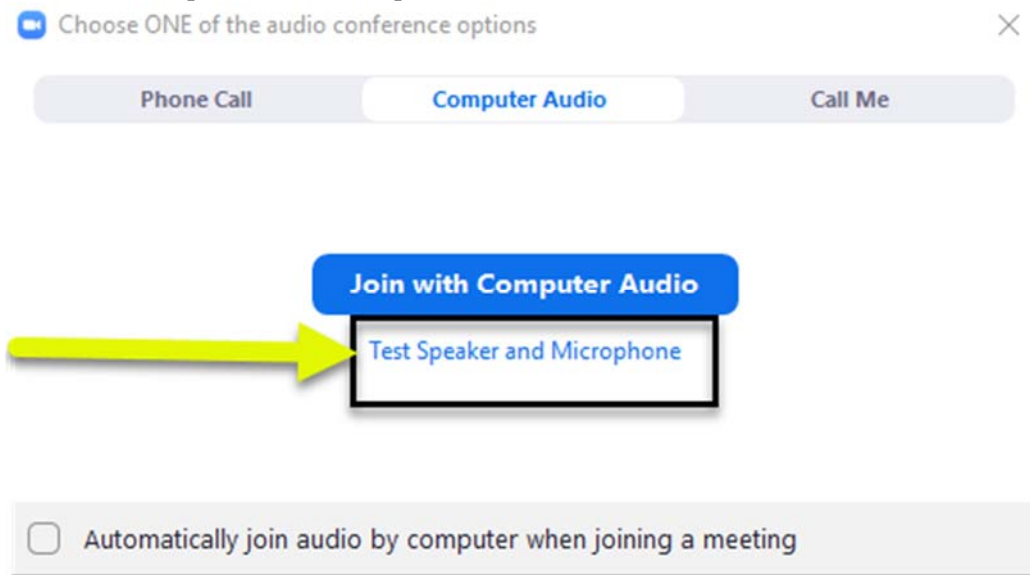 Choose ONE of the audio conference options
Phone Call Computer Audio Call Me
Join with Computer Audio
Test Speaker and Microphone
Automatically join audio by computer when joining a meeting